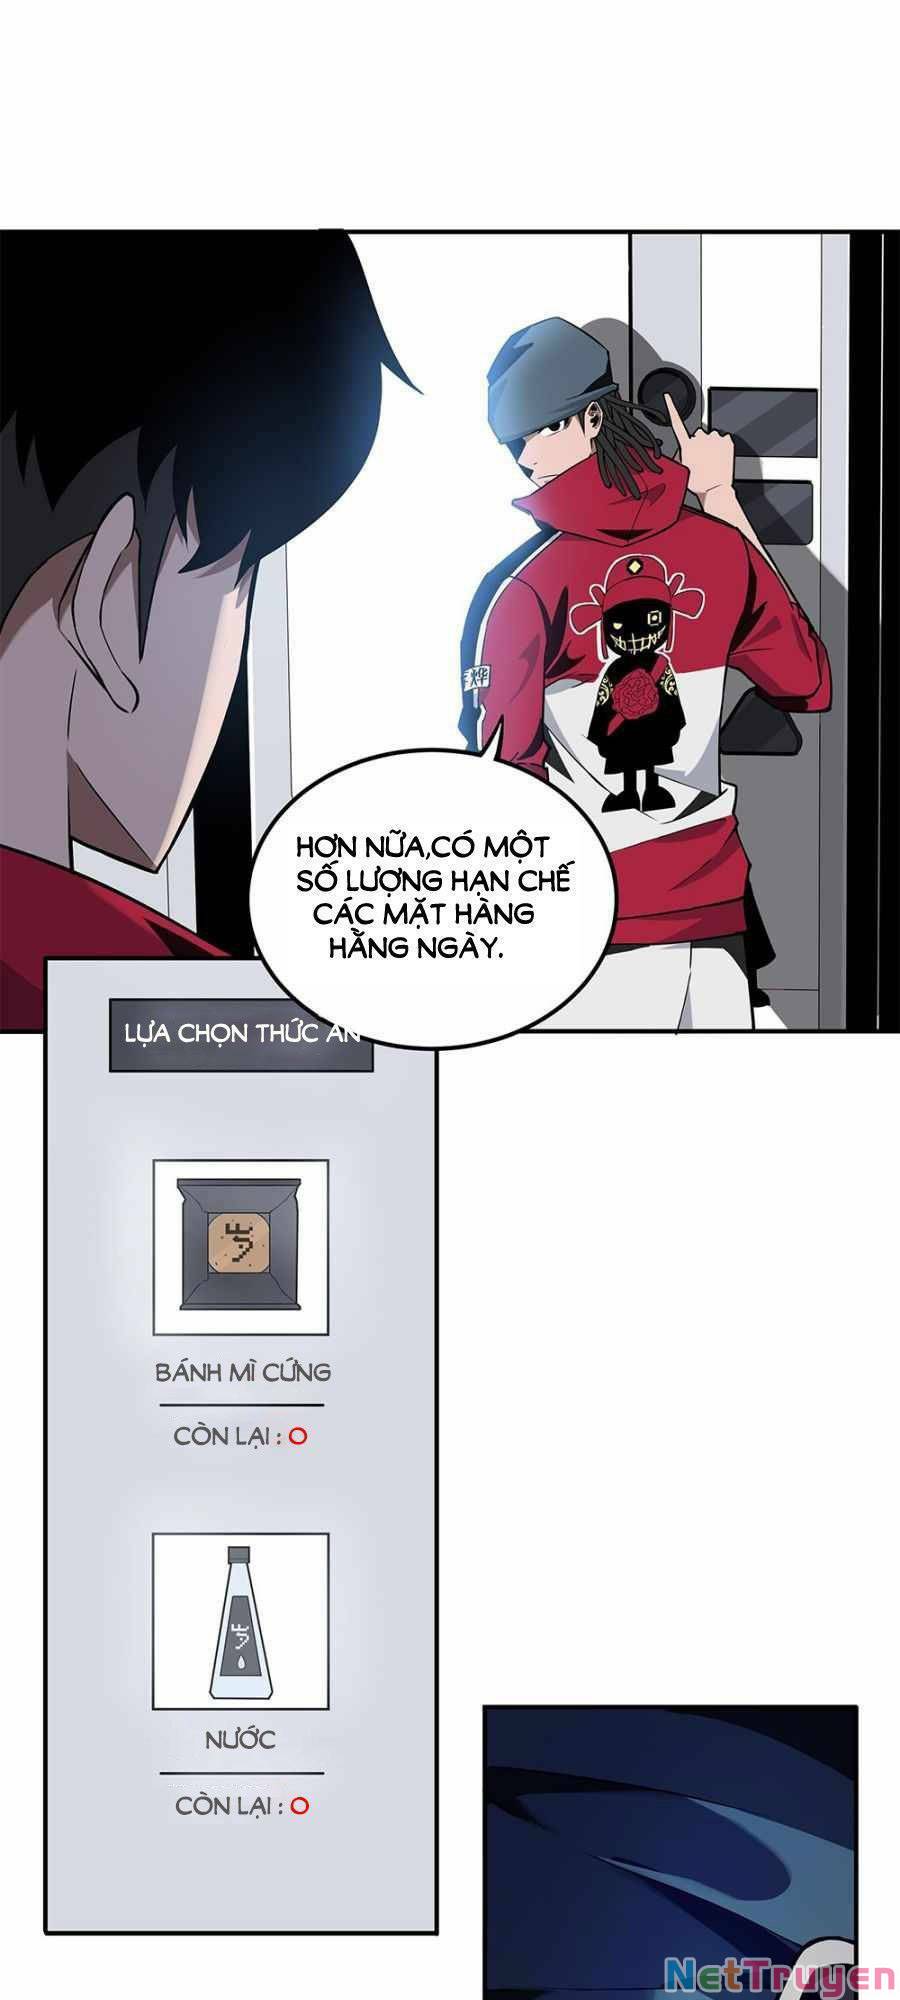 HƠN NỮA,CÓ MỘT
SỐ LƯỢNG HẠN CHẾ
CÁC MẶT HÀNG
HẰNG NGÀY.
LỰA CHỌN THỨC ĂN
BÁNH MÌ CỨNG
CÒN LẠI : 0
NƯỚC
CÒN LẠI : 0
NetTruyen